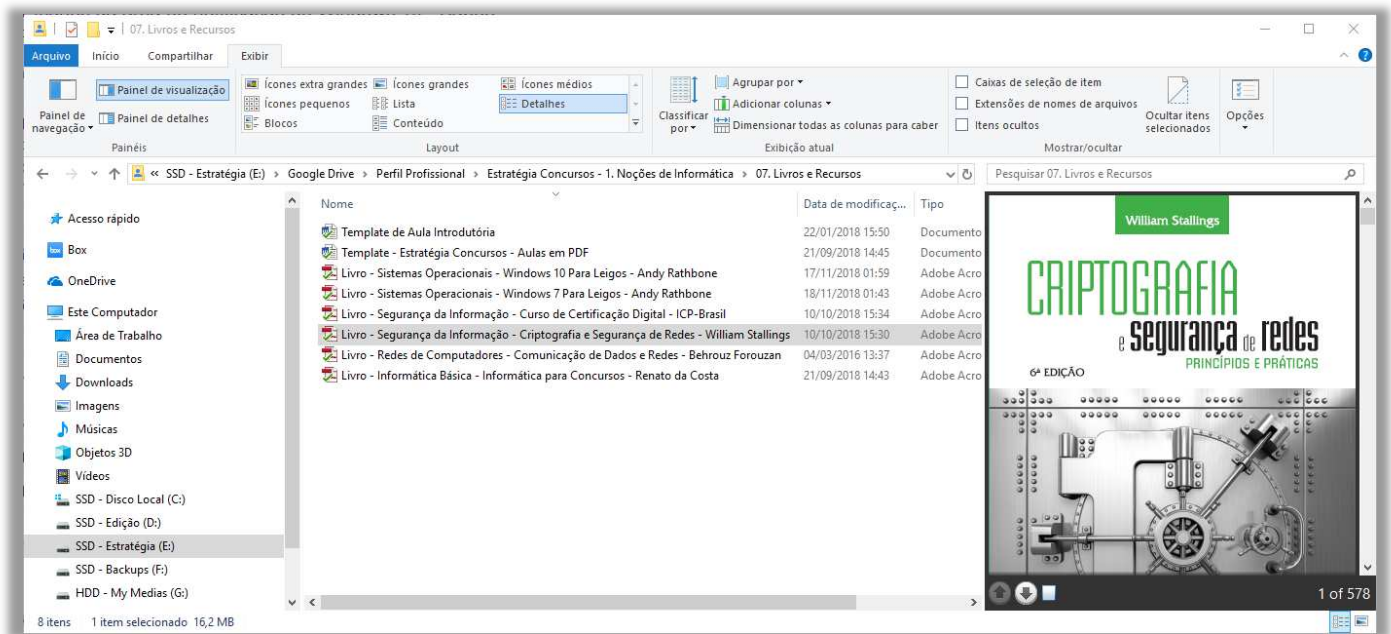 07. Livros e Recursos
Arquivo Início Compartilhar Exibir
Painel de navegação
Painel de visualização
Painel de detalhes
Painéis
Ícones extra grandes Ícones grandes Ícones médios
Ícones pequenos Lista Detalhes
Blocos Conteúdo
Layout
Classificar por
Agrupar por
Adicionar colunas
Dimensionar todas as colunas para caber
Exibição atual
Caixas de seleção de item
Extensões de nomes de arquivos
Itens ocultos
Ocultar itens selecionados
Mostrar/ocultar
Opções
« SSD - Estratégia (E:) › Google Drive › Perfil Profissional › Estratégia Concursos - 1. Noções de Informática › 07. Livros e Recursos
Pesquisar 07. Livros e Recursos
Acesso rápido
Box
OneDrive
Este Computador
Área de Trabalho
Documentos
Downloads
Imagens
Músicas
Objetos 3D
Vídeos
SSD - Disco Local (C:)
SSD - Edição (D:)
SSD - Estratégia (E:)
SSD - Backups (F:)
HDD - My Medias (G:)
Nome Data de modificaç... Tipo
Template de Aula Introdutória 22/01/2018 15:50 Documento
Template - Estratégia Concursos - Aulas em PDF 21/09/2018 14:45 Documento
Livro - Sistemas Operacionais - Windows 10 Para Leigos - Andy Rathbone 17/11/2018 01:59 Adobe Acro
Livro - Sistemas Operacionais - Windows 7 Para Leigos - Andy Rathbone 18/11/2018 01:43 Adobe Acro
Livro - Segurança da Informação - Curso de Certificação Digital - ICP-Brasil 10/10/2018 15:34 Adobe Acro
Livro - Segurança da Informação - Criptografia e Segurança de Redes - William Stallings 10/10/2018 15:30 Adobe Acro
Livro - Redes de Computadores - Comunicação de Dados e Redes - Behrouz Forouzan 04/03/2016 13:37 Adobe Acro
Livro - Informática Básica - Informática para Concursos - Renato da Costa 21/09/2018 14:43 Adobe Acro
William Stallings
CRIPTOGRAFIA
e segurança de redes
PRINCÍPIOS E PRÁTICAS
6ª EDIÇÃO
1 of 578
8 itens 1 item selecionado 16,2 MB